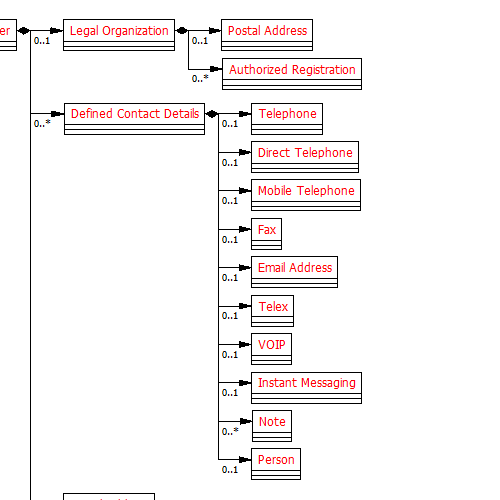 er
Legal Organization
Postal Address
0..1
0..1
Authorized Registration
0..*
Defined Contact Details
Telephone
0..*
0..1
Direct Telephone
0..1
Mobile Telephone
0..1
Fax
0..1
Email Address
0..1
Telex
0..1
VOIP
0..1
Instant Messaging
0..1
Note
0..*
Person
0..1